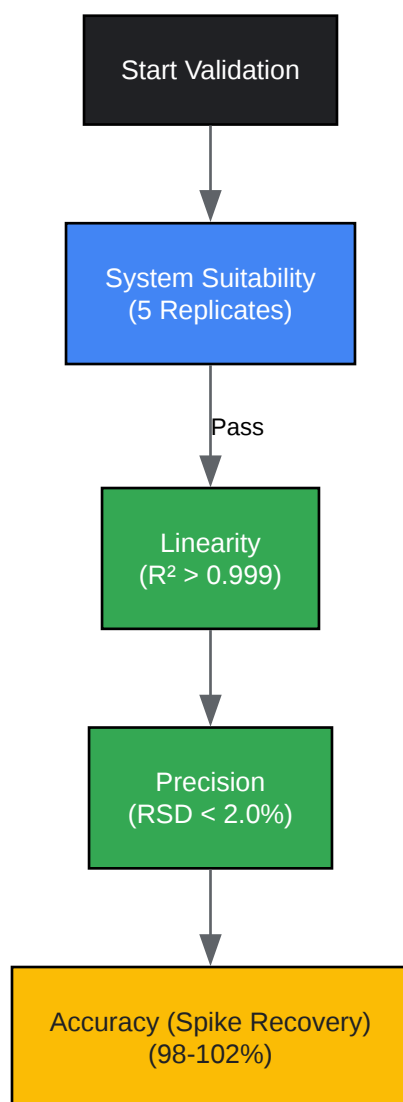 Start Validation
System Suitability
(5 Replicates)
Pass
Linearity
(R² > 0.999)
Precision
(RSD < 2.0%)
Accuracy (Spike Recovery)
(98-102%)